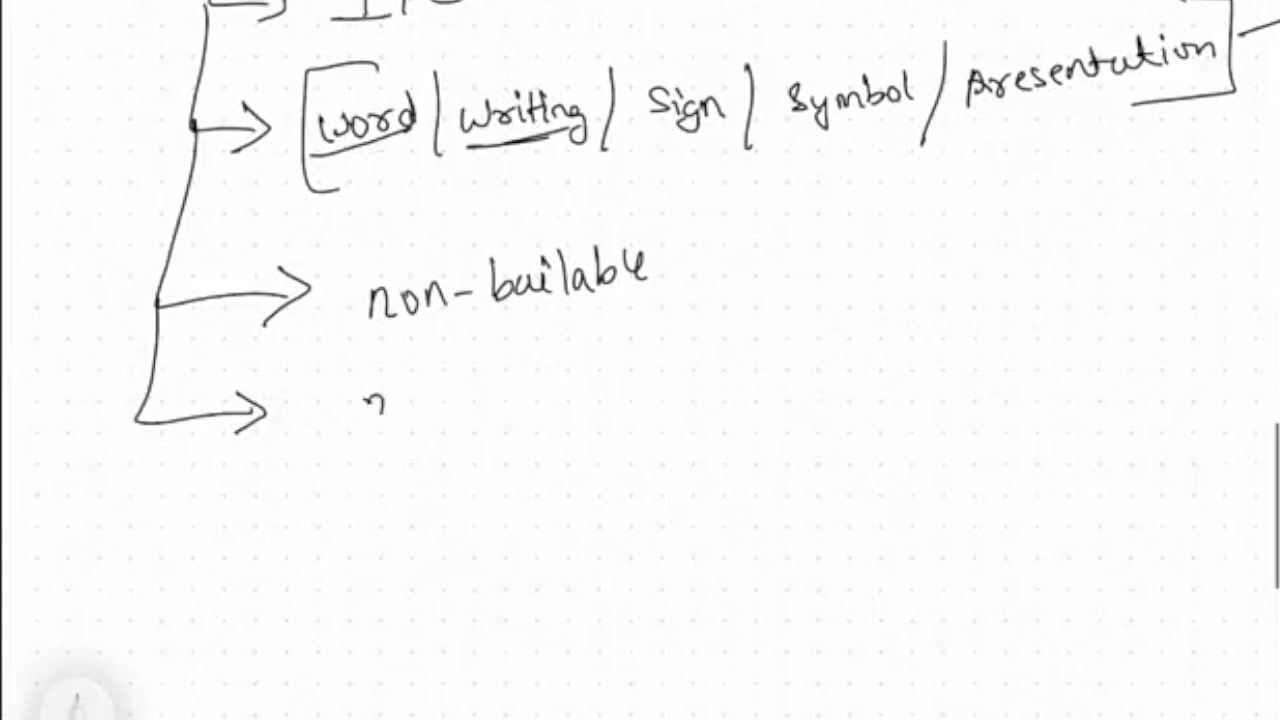 word / writing / sign / symbol / presentation
non-bailable